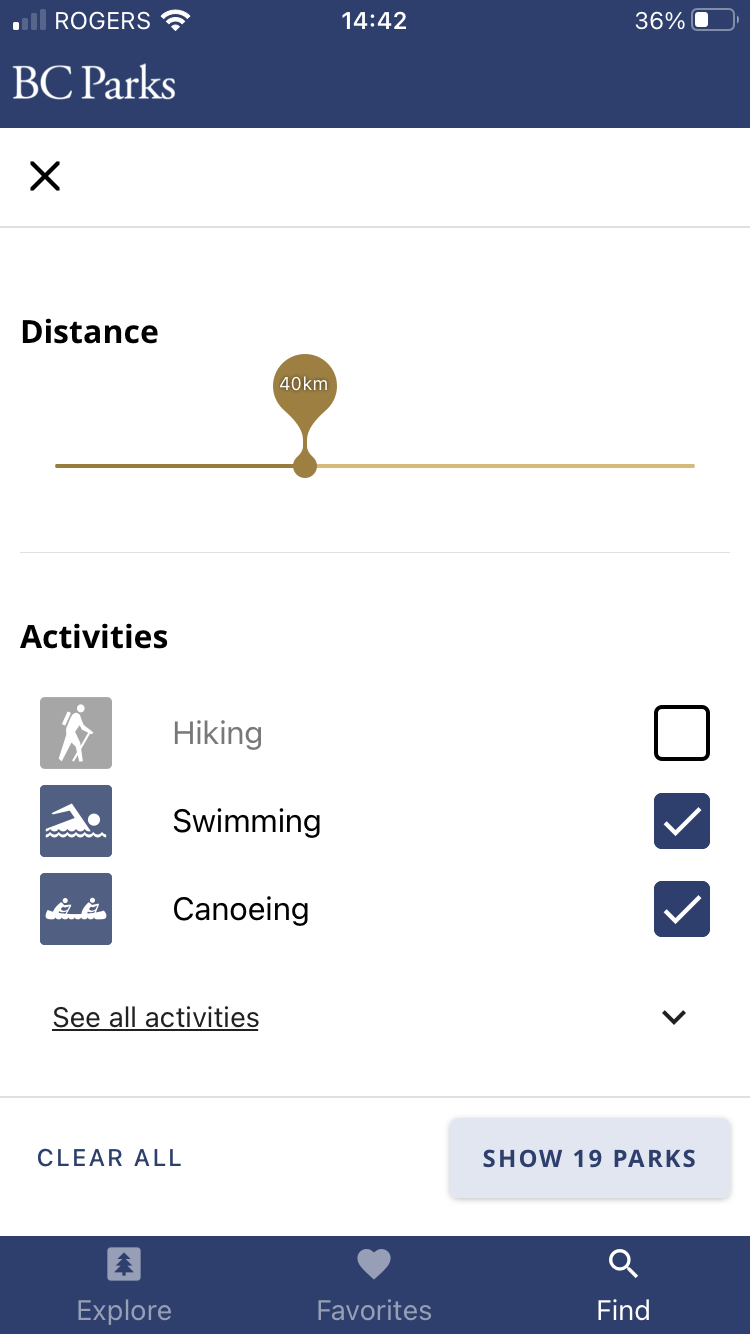 ROGERS 14:42 36%
BC Parks
Distance
40km
Activities
Hiking
Swimming
Canoeing
See all activities
CLEAR ALL SHOW 19 PARKS
Explore Favorites Find